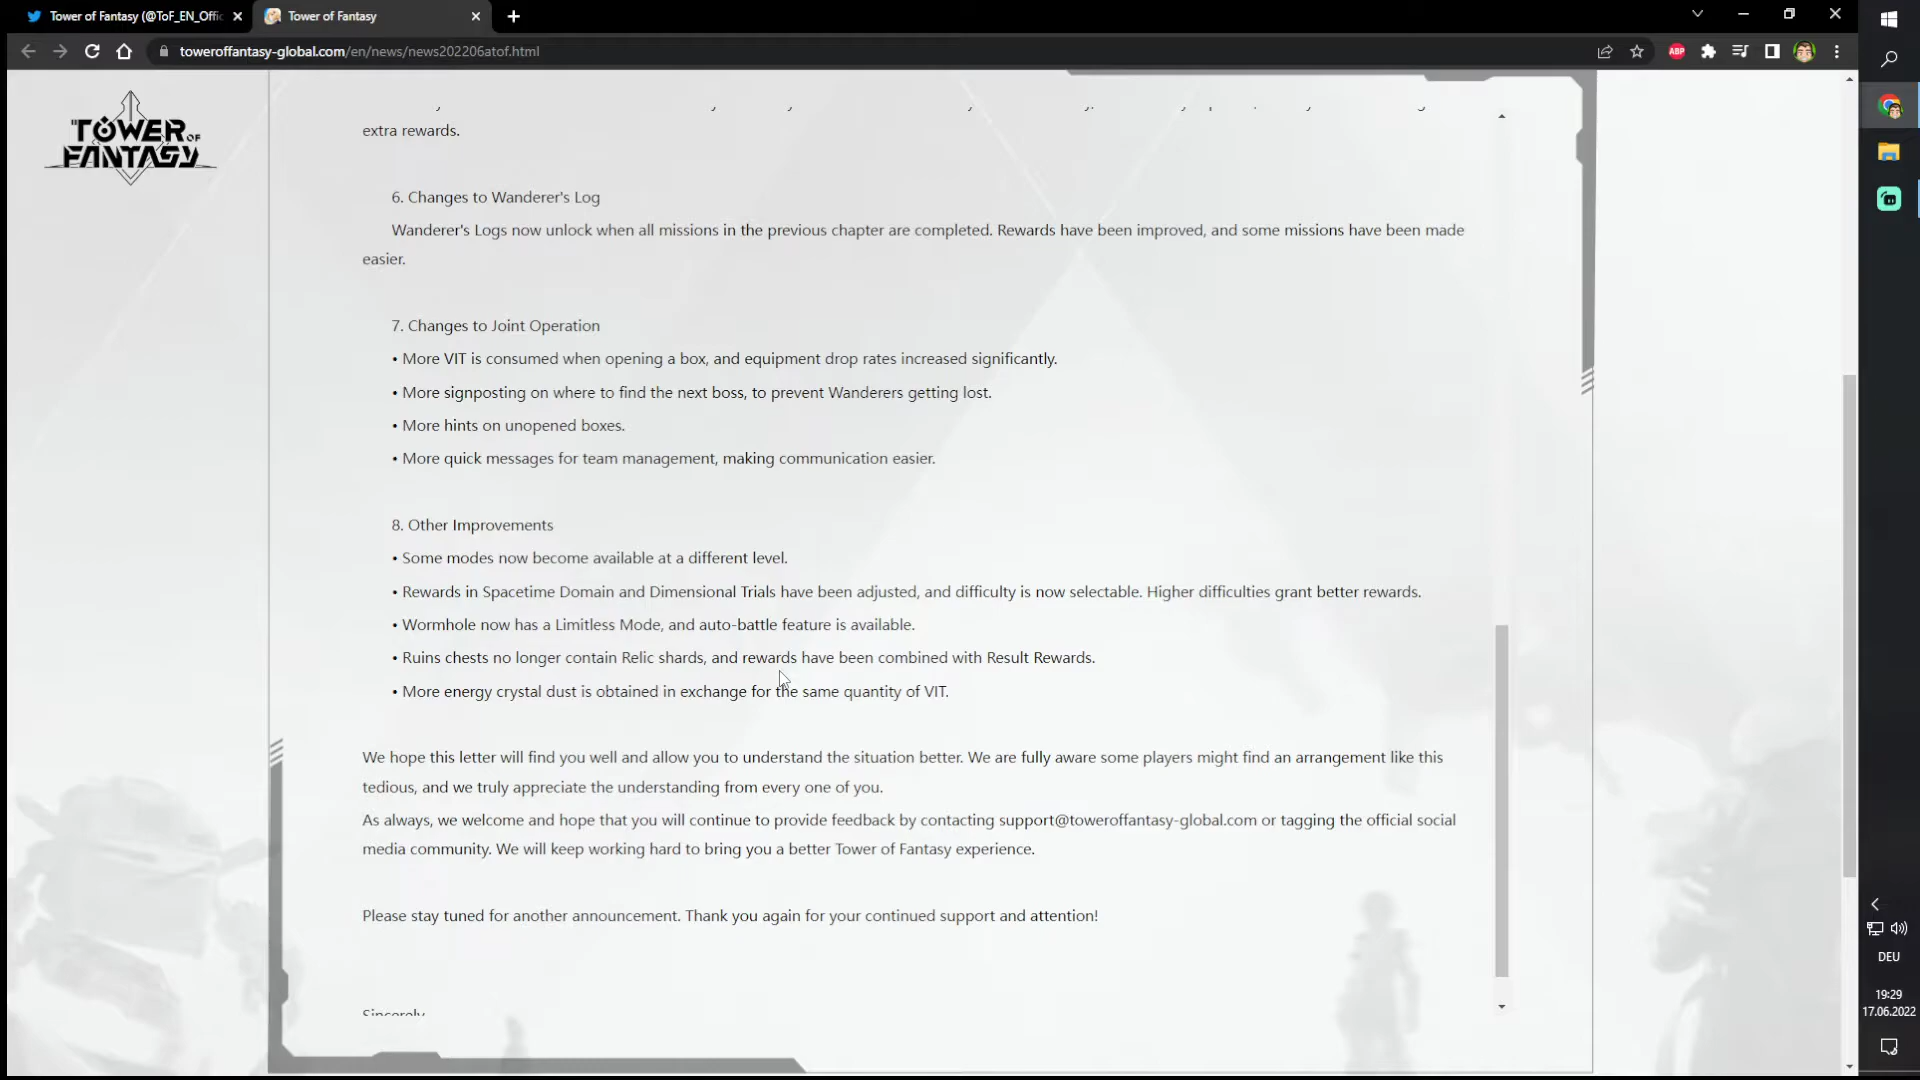 Tower of Fantasy (@ToF_EN_Offic
Tower of Fantasy
toweroffantasy-global.com/en/news/news202206atof.html
ABP
TOWER OF
FANTASY
extra rewards.
6. Changes to Wanderer's Log
Wanderer's Logs now unlock when all missions in the previous chapter are completed. Rewards have been improved, and some missions have been made
easier.
7. Changes to Joint Operation
• More VIT is consumed when opening a box, and equipment drop rates increased significantly.
• More signposting on where to find the next boss, to prevent Wanderers getting lost.
• More hints on unopened boxes.
• More quick messages for team management, making communication easier.
8. Other Improvements
• Some modes now become available at a different level.
• Rewards in Spacetime Domain and Dimensional Trials have been adjusted, and difficulty is now selectable. Higher difficulties grant better rewards.
• Wormhole now has a Limitless Mode, and auto-battle feature is available.
• Ruins chests no longer contain Relic shards, and rewards have been combined with Result Rewards.
• More energy crystal dust is obtained in exchange for the same quantity of VIT.
We hope this letter will find you well and allow you to understand the situation better. We are fully aware some players might find an arrangement like this
tedious, and we truly appreciate the understanding from every one of you.
As always, we welcome and hope that you will continue to provide feedback by contacting support@toweroffantasy-global.com or tagging the official social
media community. We will keep working hard to bring you a better Tower of Fantasy experience.
Please stay tuned for another announcement. Thank you again for your continued support and attention!
Sincerely
DEU
19:29
17.06.2022